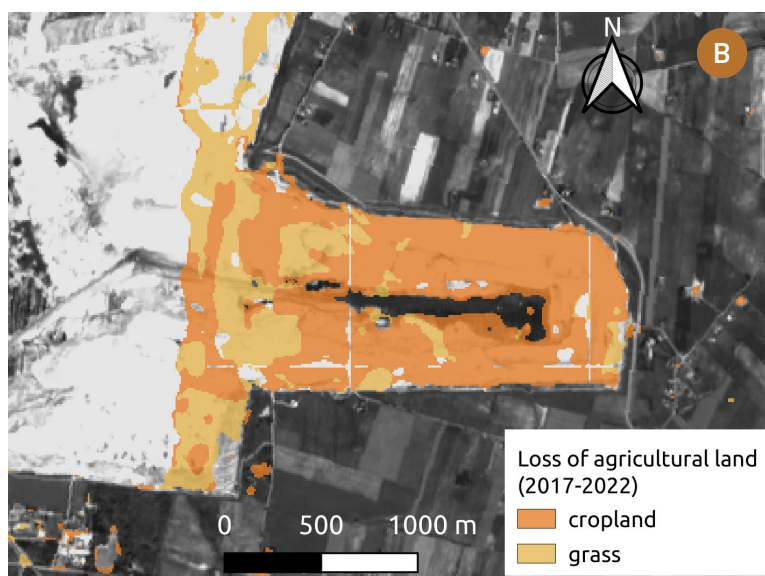 N
B
Loss of agricultural land
(2017-2022)
cropland
grass
0 500 1000 m